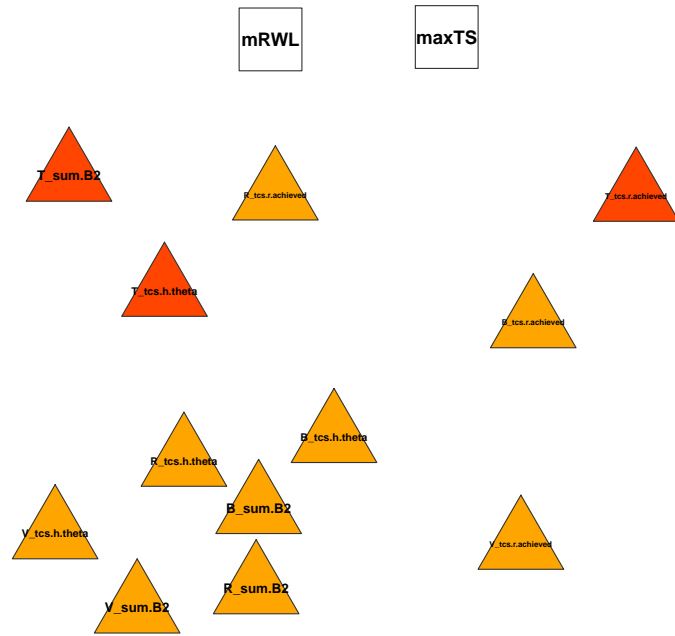 mRWL
maxTS
T_sum.B2
R_tcs.r.achieved
T_tcs.r.achieved
T_tcs.h.theta
B_tcs.r.achieved
B_tcs.h.theta
R_tcs.h.theta
B_sum.B2
V_tcs.h.theta
V_tcs.r.achieved
R_sum.B2
V_sum.B2